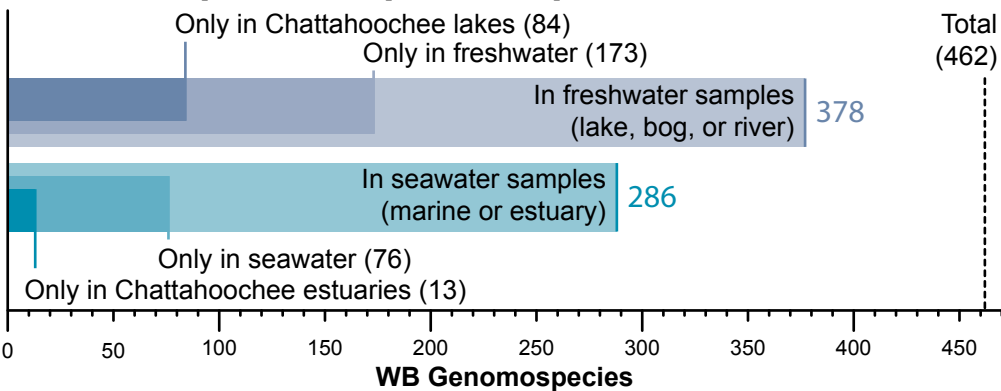 Only in Chattahoochee lakes (84)
Total
(462)
Only in freshwater (173)
In freshwater samples
(lake, bog, or river)
378
In seawater samples
(marine or estuary)
286
Only in seawater (76)
Only in Chattahoochee estuaries (13)
0 50 100 150 200 250 300 350 400 450
WB Genomospecies